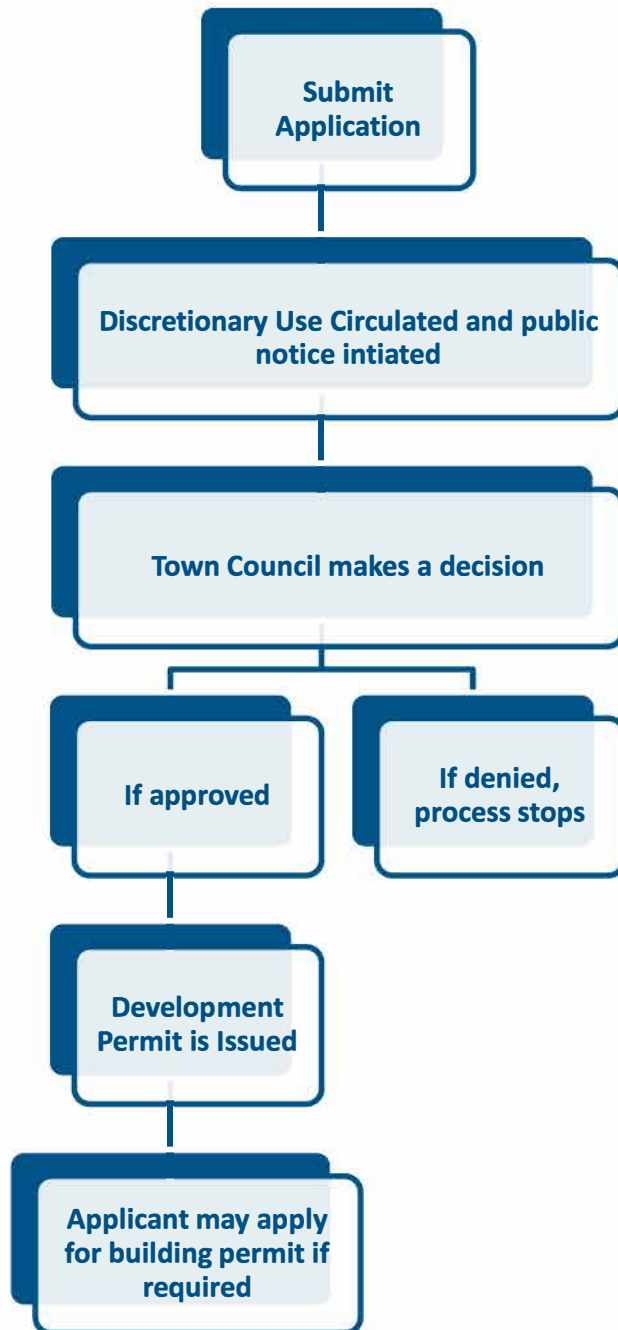 Submit
Application
Discretionary Use Circulated and public
notice intiated
Town Council makes a decision
If approved
If denied,
process stops
Development
Permit is Issued
Applicant may apply
for building permit if
required